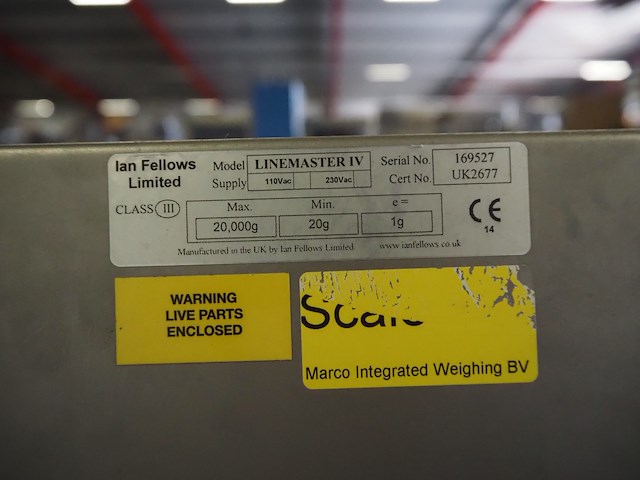 Ian Fellows Limited
Model LINEMASTER IV
Supply 110Vac 230Vac
Serial No. 169527
Cert No. UK2677
CLASS III
Max. Min. e =
20,000g 20g 1g
CE
14
Manufactured in the UK by Ian Fellows Limited www.ianfellows.co.uk
WARNING
LIVE PARTS
ENCLOSED
Marco Integrated Weighing BV